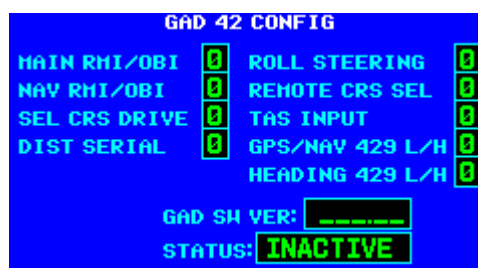 GAD 42 CONFIG
MAIN RMI/OBI 0 ROLL STEERING 0
NAV RMI/OBI 0 REMOTE CRS SEL 0
SEL CRS DRIVE 0 TAS INPUT 0
DIST SERIAL 0 GPS/NAV 429 L/H 0
HEADING 429 L/H 0
GAD SW VER: ___.__
STATUS: INACTIVE